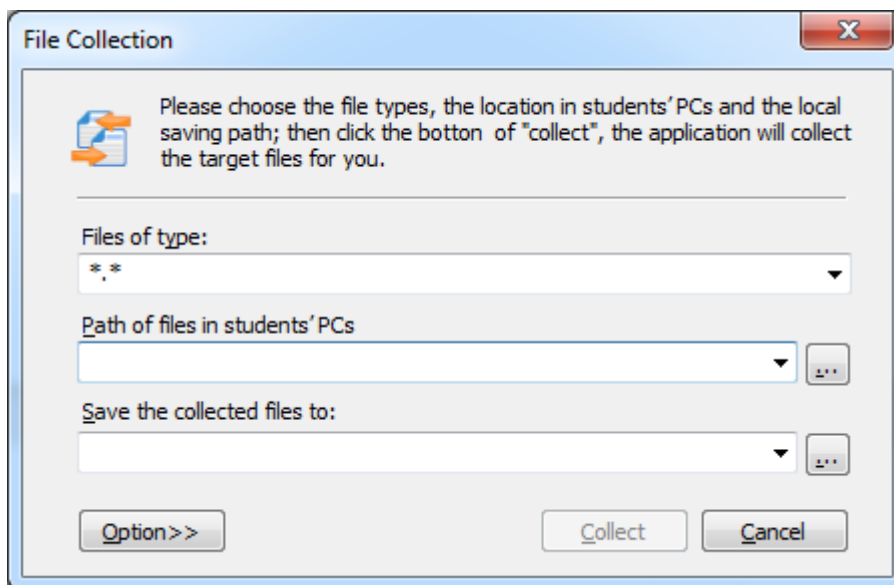 File Collection
Please choose the file types, the location in students' PCs and the local
saving path; then click the botton of "collect", the application will collect
the target files for you.
Files of type:
*.*
Path of files in students' PCs
...
Save the collected files to:
...
Option>>
Collect
Cancel